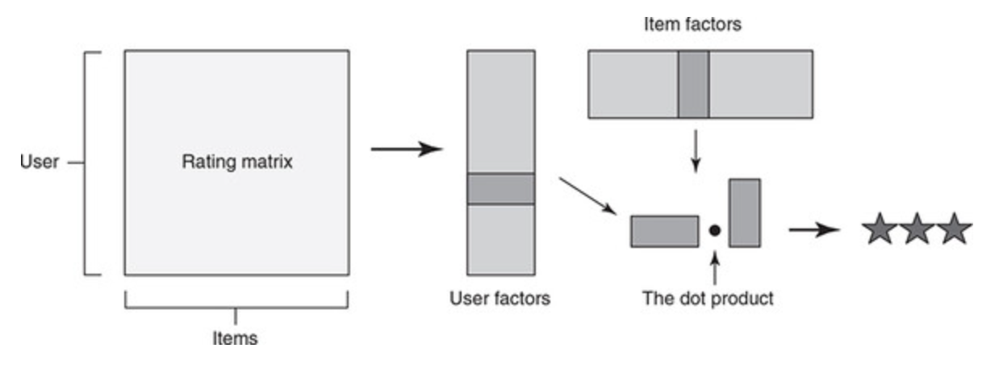 Item factors
User
Rating matrix
User factors
The dot product
Items